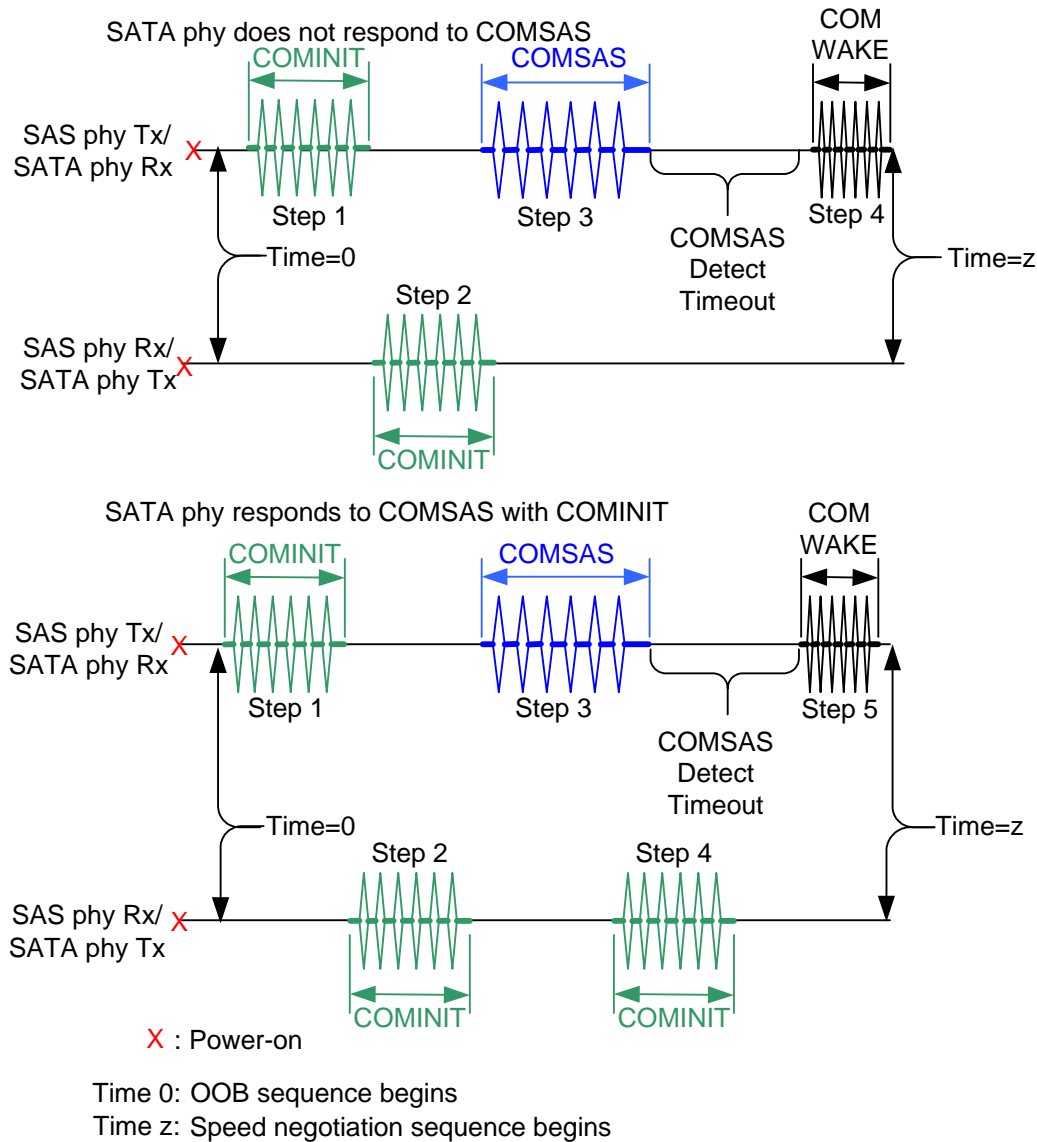 SATA phy does not respond to COMSAS
COM
WAKE
COMINIT
COMSAS
SAS phy Tx/
SATA phy Rx
X
Step 1
Step 3
Step 4
COMSAS
Detect
Timeout
Time=0
Time=z
Step 2
SAS phy Rx/
SATA phy Tx
X
COMINIT
SATA phy responds to COMSAS with COMINIT
COM
WAKE
COMINIT
COMSAS
SAS phy Tx/
SATA phy Rx
X
Step 1
Step 3
Step 5
COMSAS
Detect
Timeout
Time=0
Time=z
Step 2
Step 4
SAS phy Rx/
SATA phy Tx
X
COMINIT
COMINIT
X : Power-on
Time 0: OOB sequence begins
Time z: Speed negotiation sequence begins